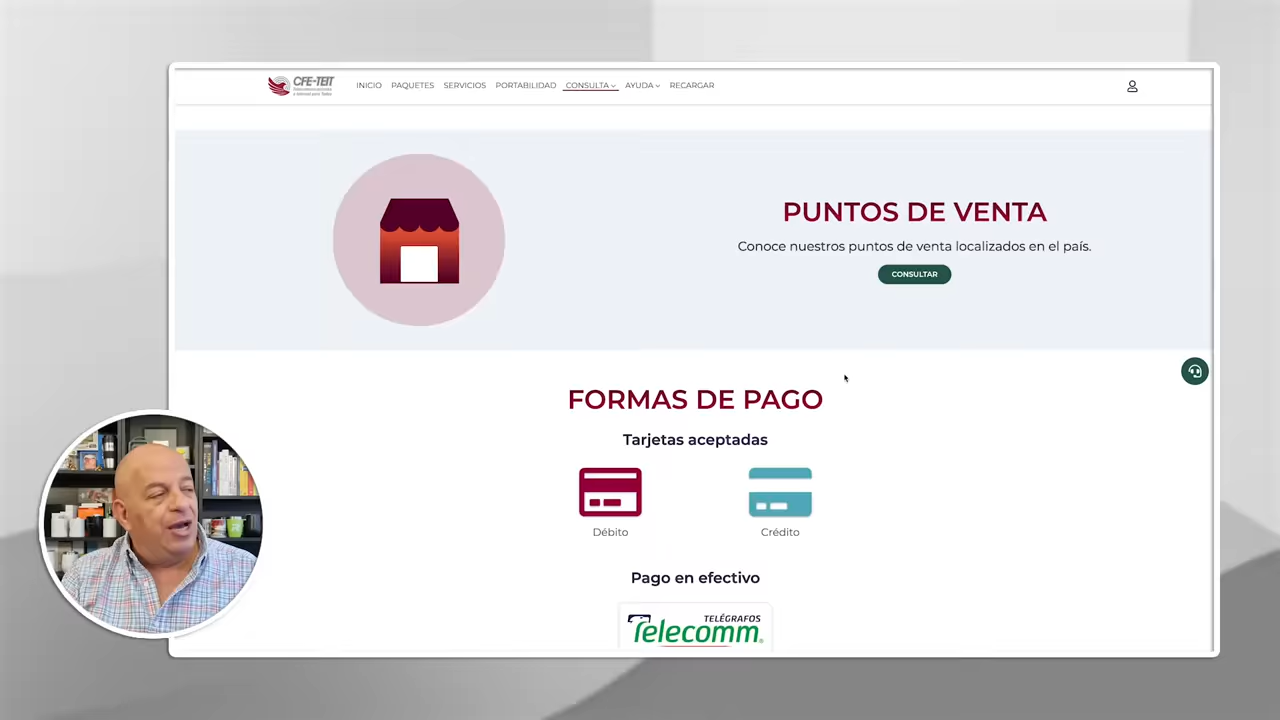 CFE-TEIT
INICIO
PAQUETES
SERVICIOS
PORTABILIDAD
CONSULTA
AYUDA
RECARGAR
PUNTOS DE VENTA
Conoce nuestros puntos de venta localizados en el país.
CONSULTAR
FORMAS DE PAGO
Tarjetas aceptadas
Débito
Crédito
Pago en efectivo
TELÉGRAFOS
Telecomm